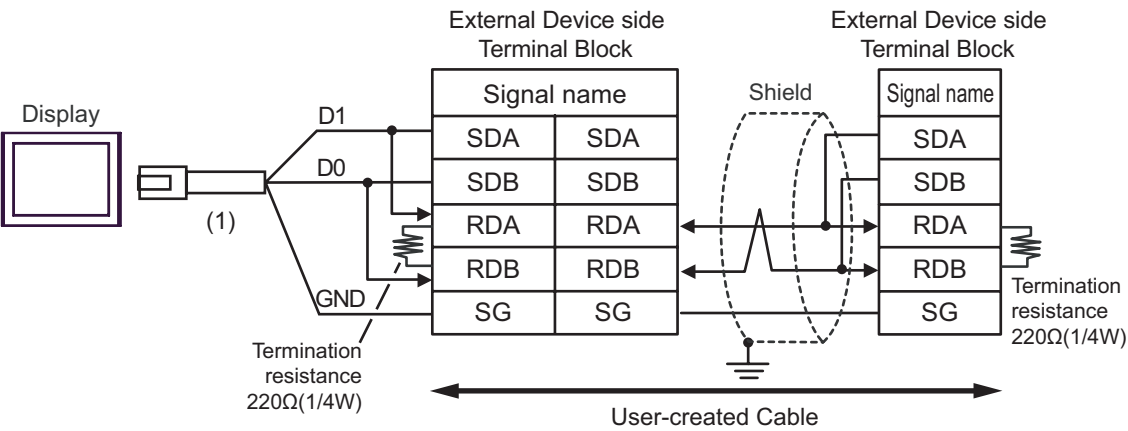 External Device side
Terminal Block
External Device side
Terminal Block
Display
D1
D0
GND
(1)
Signal name
SDA SDA
SDB SDB
RDA RDA
RDB RDB
SG SG
Shield
Signal name
SDA
SDB
RDA
RDB
SG
Termination
resistance
220Ω(1/4W)
Termination
resistance
220Ω(1/4W)
User-created Cable